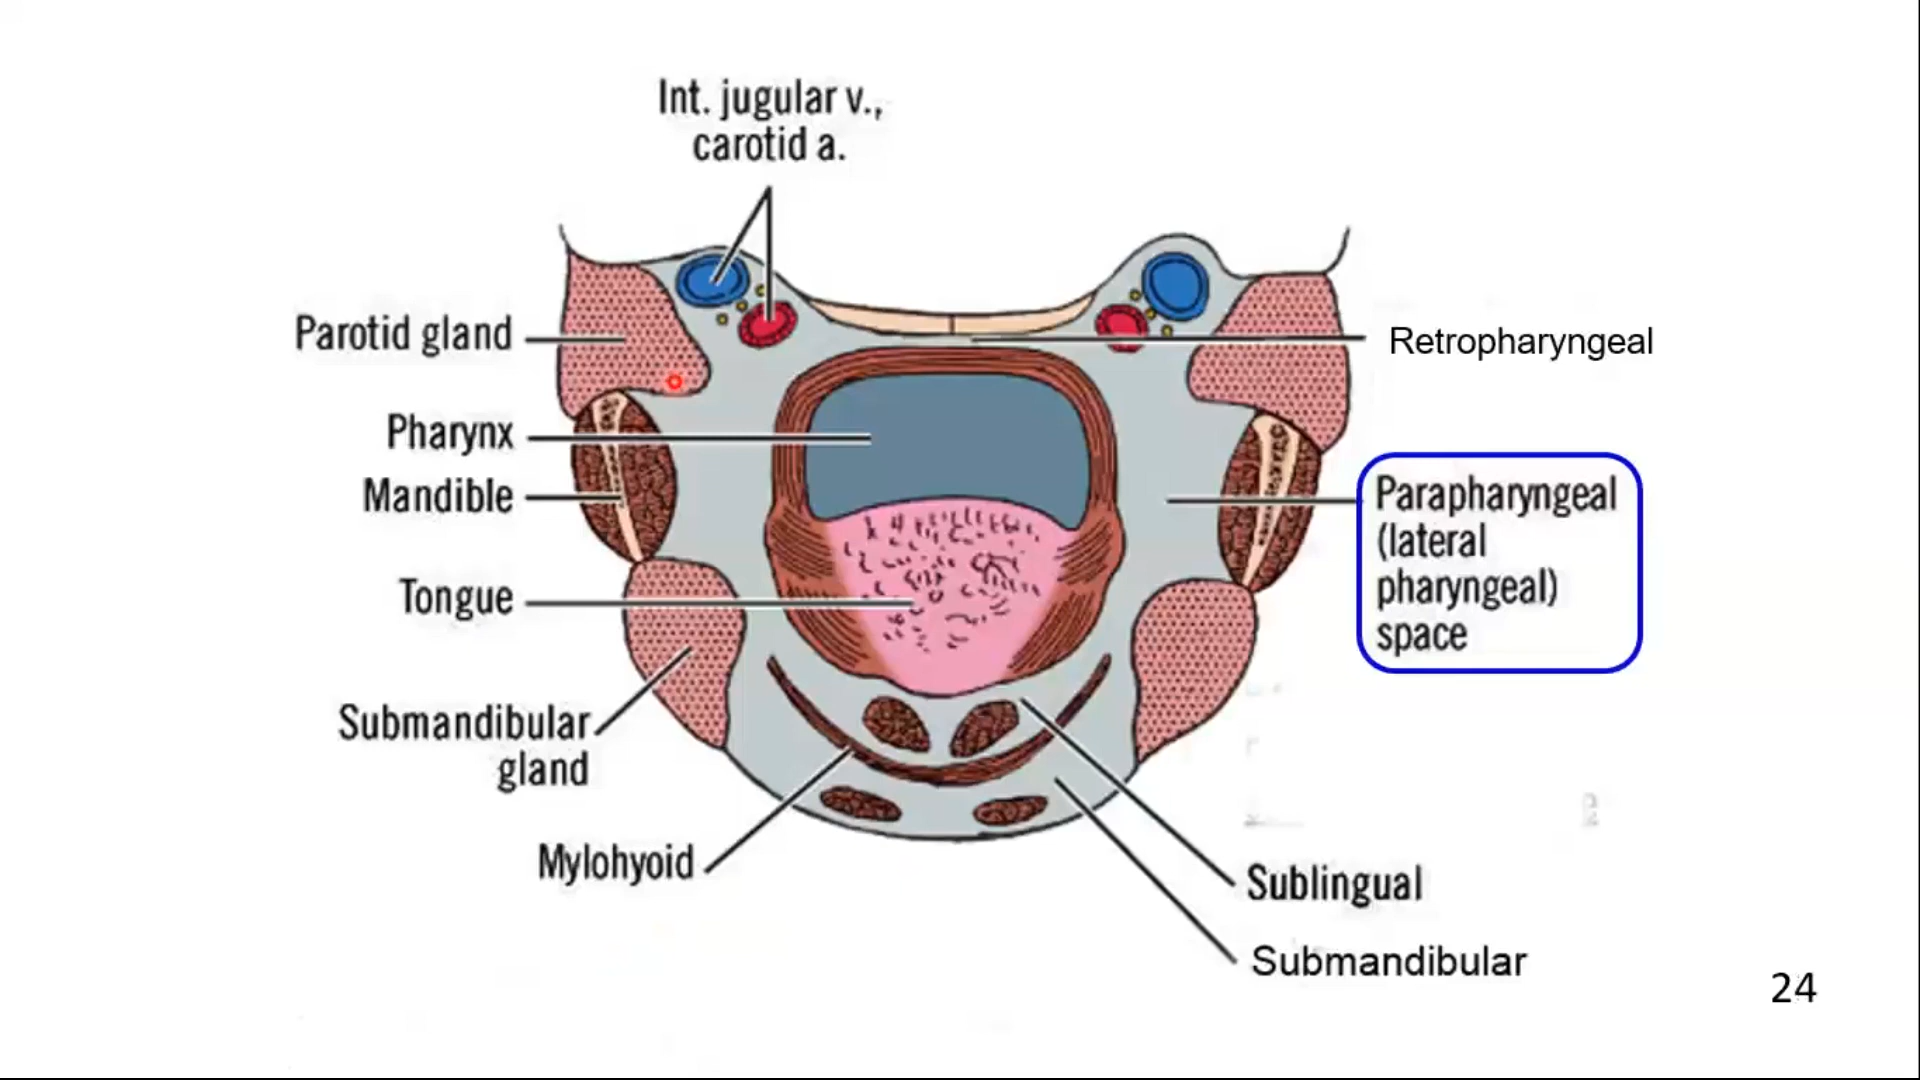 Int. jugular v.,
carotid a.
Parotid gland
Retropharyngeal
Pharynx
Mandible
Parapharyngeal
(lateral
pharyngeal)
space
Tongue
Submandibular
gland
Mylohyoid
Sublingual
Submandibular
24